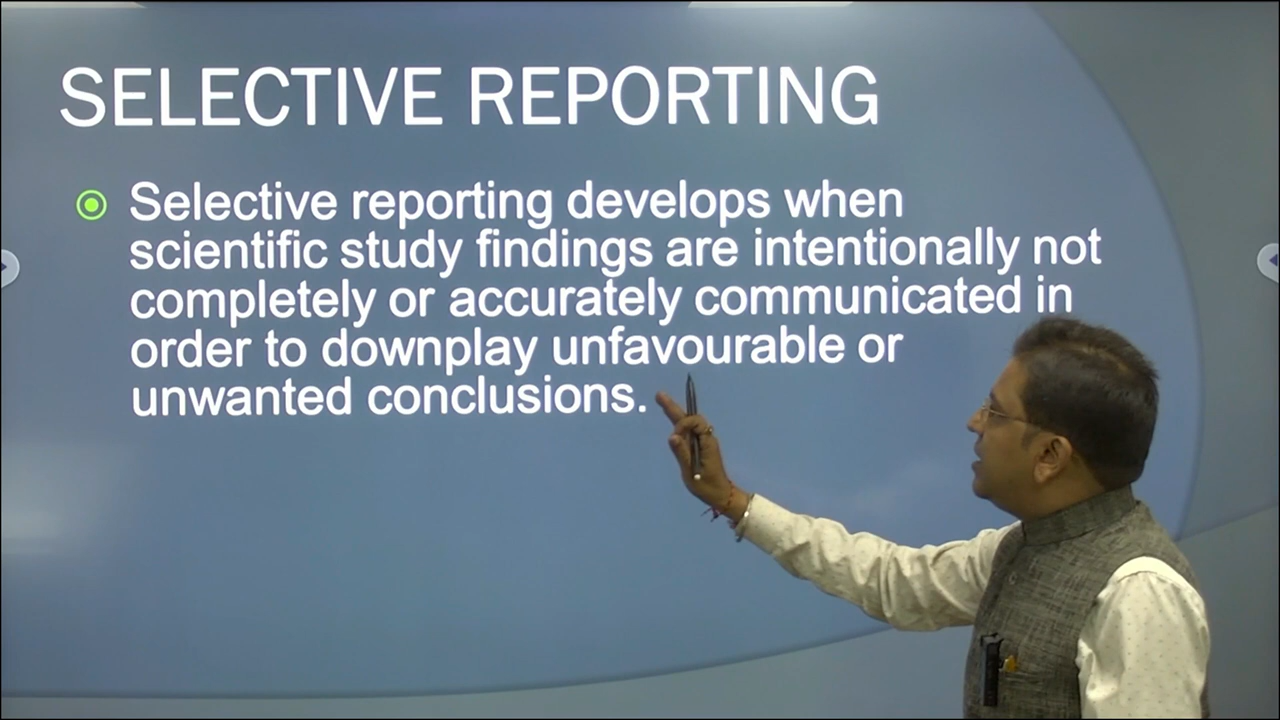 SELECTIVE REPORTING
Selective reporting develops when
scientific study findings are intentionally not
completely or accurately communicated in
order to downplay unfavourable or
unwanted conclusions.